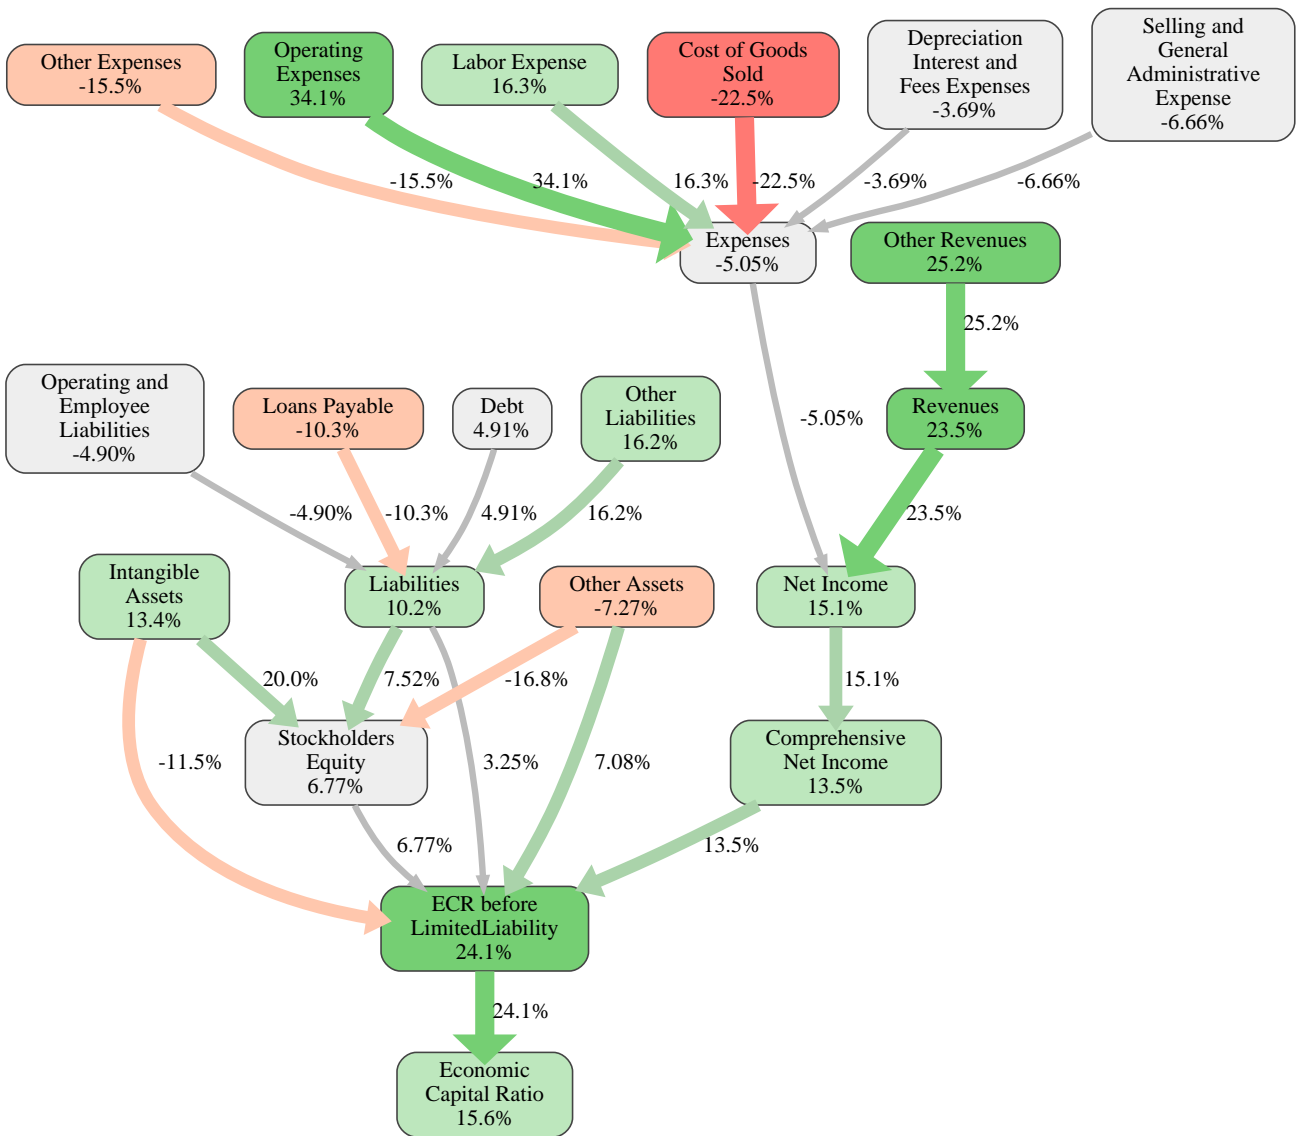 Other Expenses
-15.5%
Operating
Expenses
34.1%
Labor Expense
16.3%
Cost of Goods
Sold
-22.5%
Depreciation
Interest and
Fees Expenses
-3.69%
Selling and
General
Administrative
Expense
-6.66%
-15.5%
34.1%
16.3%
-22.5%
-3.69%
-6.66%
Expenses
-5.05%
Other Revenues
25.2%
25.2%
Operating and
Employee
Liabilities
-4.90%
Loans Payable
-10.3%
Debt
4.91%
Other
Liabilities
16.2%
-5.05%
Revenues
23.5%
-4.90%
-10.3%
4.91%
16.2%
23.5%
Intangible
Assets
13.4%
Liabilities
10.2%
Other Assets
-7.27%
Net Income
15.1%
20.0%
7.52%
-16.8%
15.1%
-11.5%
Stockholders
Equity
6.77%
3.25%
7.08%
Comprehensive
Net Income
13.5%
6.77%
13.5%
ECR before
LimitedLiability
24.1%
24.1%
Economic
Capital Ratio
15.6%